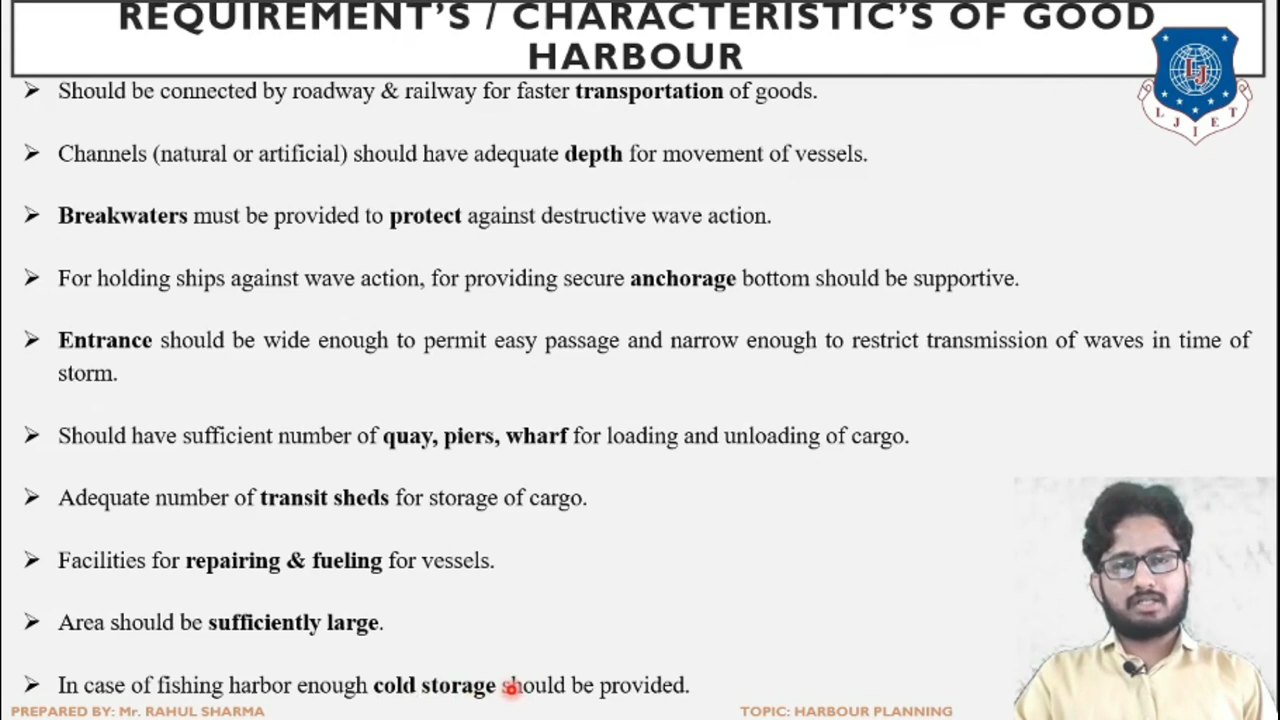 REQUIREMENT'S / CHARACTERISTIC'S OF GOOD
HARBOUR
Should be connected by roadway & railway for faster transportation of goods.
Channels (natural or artificial) should have adequate depth for movement of vessels.
Breakwaters must be provided to protect against destructive wave action.
For holding ships against wave action, for providing secure anchorage bottom should be supportive.
Entrance should be wide enough to permit easy passage and narrow enough to restrict transmission of waves in time of
storm.
Should have sufficient number of quay, piers, wharf for loading and unloading of cargo.
Adequate number of transit sheds for storage of cargo.
Facilities for repairing & fueling for vessels.
Area should be sufficiently large.
In case of fishing harbor enough cold storage should be provided.
PREPARED BY: Mr. RAHUL SHARMA
TOPIC: HARBOUR PLANNING
LJ
LJIET